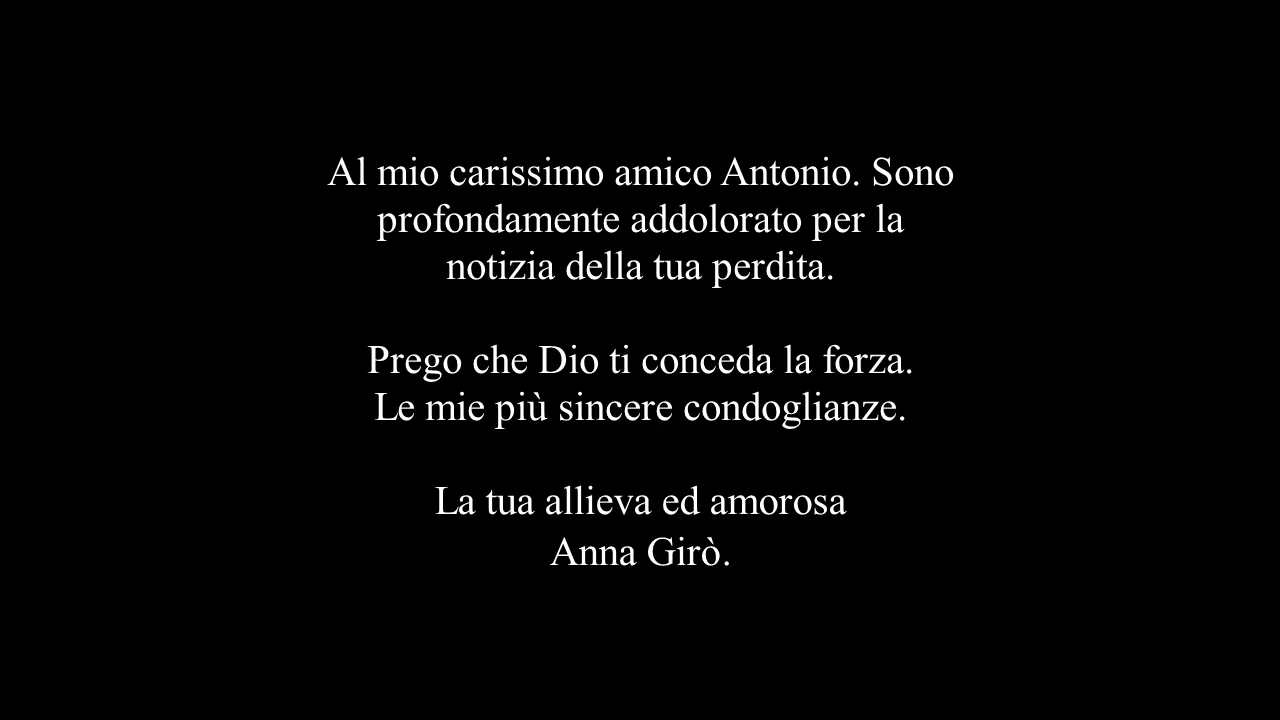 Al mio carissimo amico Antonio. Sono
profondamente addolorato per la
notizia della tua perdita.
Prego che Dio ti conceda la forza.
Le mie più sincere condoglianze.
La tua allieva ed amorosa
Anna Girò.